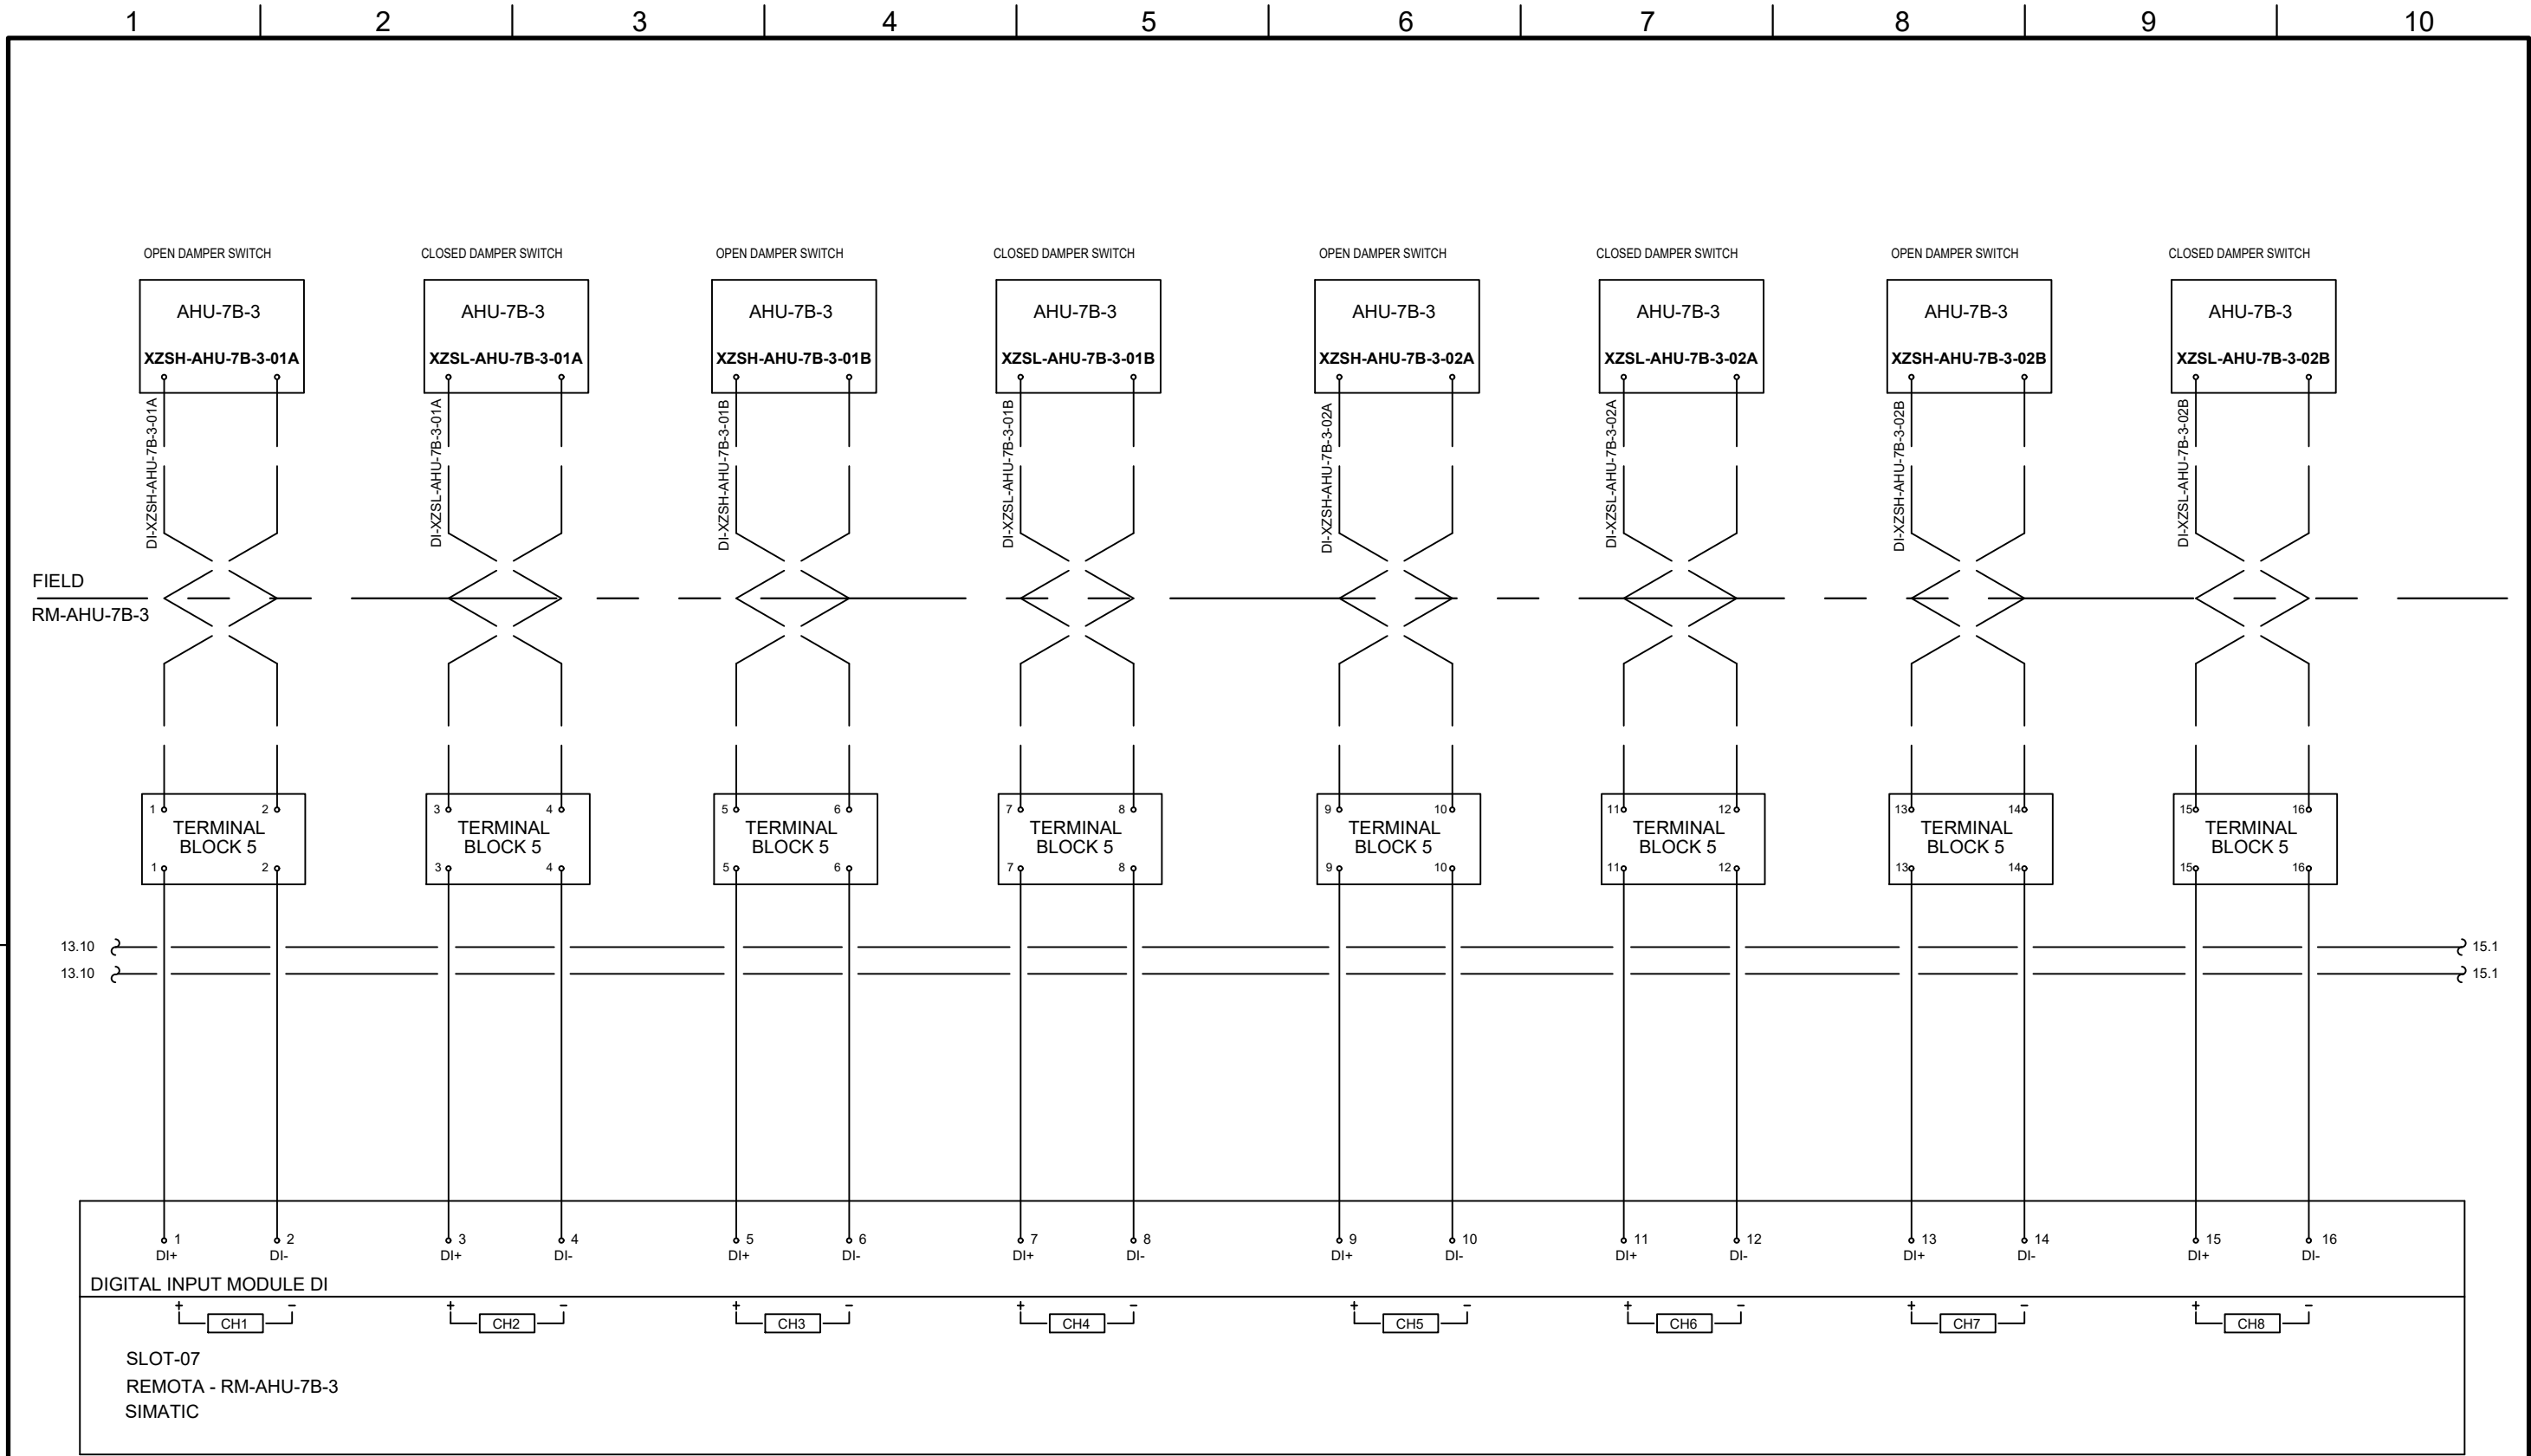 1 2 3 4 5 6 7 8 9 10
OPEN DAMPER SWITCH CLOSED DAMPER SWITCH OPEN DAMPER SWITCH CLOSED DAMPER SWITCH OPEN DAMPER SWITCH CLOSED DAMPER SWITCH OPEN DAMPER SWITCH CLOSED DAMPER SWITCH
AHU-7B-3 AHU-7B-3 AHU-7B-3 AHU-7B-3 AHU-7B-3 AHU-7B-3 AHU-7B-3 AHU-7B-3
XZSH-AHU-7B-3-01A XZSL-AHU-7B-3-01A XZSH-AHU-7B-3-01B XZSL-AHU-7B-3-01B XZSH-AHU-7B-3-02A XZSL-AHU-7B-3-02A XZSH-AHU-7B-3-02B XZSL-AHU-7B-3-02B
DI-XZSH-AHU-7B-3-01A
DI-XZSL-AHU-7B-3-01A
DI-XZSH-AHU-7B-3-01B
DI-XZSL-AHU-7B-3-01B
DI-XZSH-AHU-7B-3-02A
DI-XZSL-AHU-7B-3-02A
DI-XZSH-AHU-7B-3-02B
DI-XZSL-AHU-7B-3-02B
FIELD
RM-AHU-7B-3
1 2 3 4 5 6 7 8 9 10 11 12 13 14 15 16
TERMINAL TERMINAL TERMINAL TERMINAL TERMINAL TERMINAL TERMINAL TERMINAL
BLOCK 5 BLOCK 5 BLOCK 5 BLOCK 5 BLOCK 5 BLOCK 5 BLOCK 5 BLOCK 5
1 2 3 4 5 6 7 8 9 10 11 12 13 14 15 16
13.10 15.1
13.10 15.1
1 2 3 4 5 6 7 8 9 10 11 12 13 14 15 16
DI+ DI- DI+ DI- DI+ DI- DI+ DI- DI+ DI- DI+ DI- DI+ DI- DI+ DI-
DIGITAL INPUT MODULE DI
+ - + - + - + - + - + - + - + -
CH1 CH2 CH3 CH4 CH5 CH6 CH7 CH8
SLOT-07
REMOTA - RM-AHU-7B-3
SIMATIC